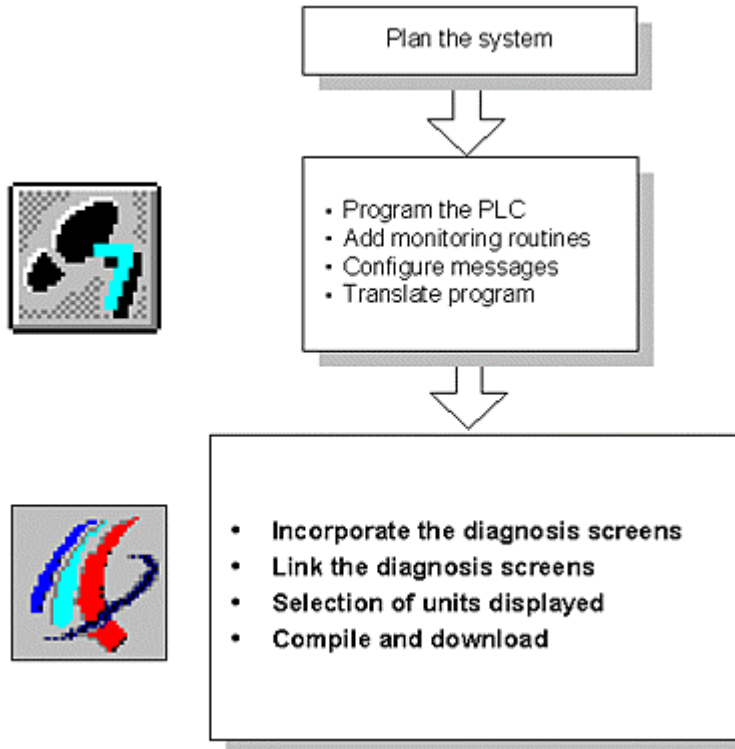 Plan the system
• Program the PLC
• Add monitoring routines
• Configure messages
• Translate program
• Incorporate the diagnosis screens
• Link the diagnosis screens
• Selection of units displayed
• Compile and download